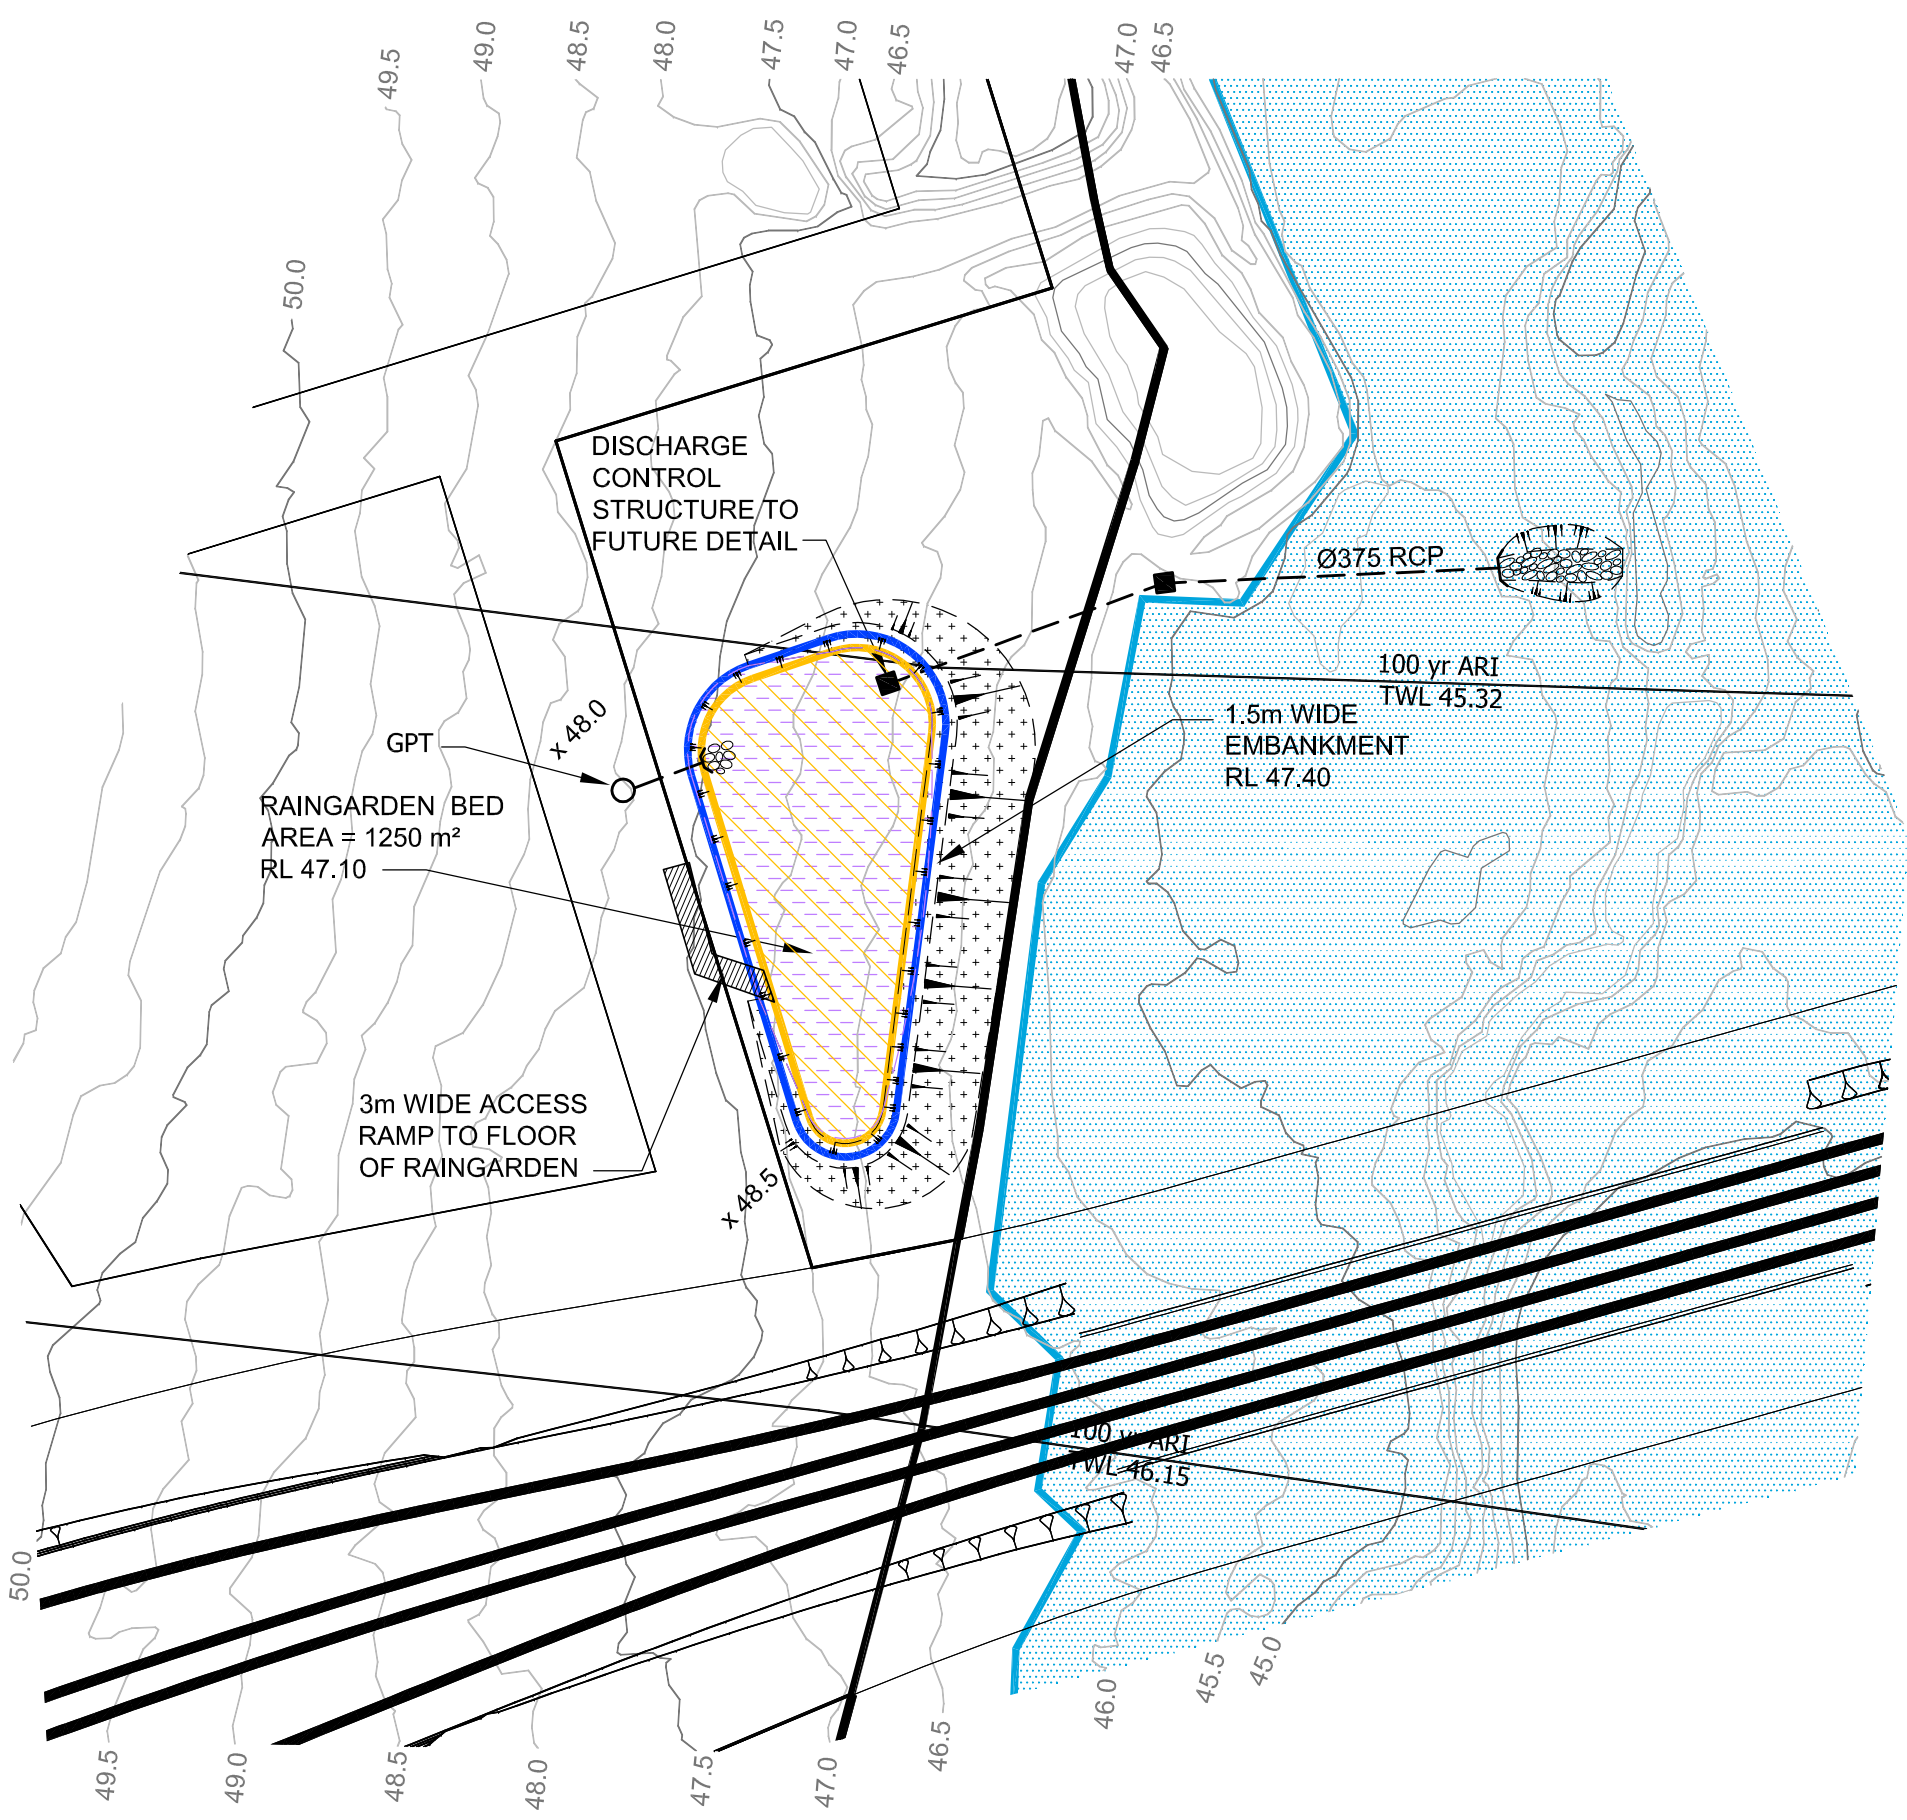 49.5
49.0
48.5
48.0
47.5
47.0
46.5
47.0
46.5
50.0
DISCHARGE
CONTROL
STRUCTURE TO
FUTURE DETAIL
Ø375 RCP
100 yr ARI
TWL 45.32
1.5m WIDE
EMBANKMENT
RL 47.40
x 48.0
GPT
RAINGARDEN BED
AREA = 1250 m²
RL 47.10
3m WIDE ACCESS
RAMP TO FLOOR
OF RAINGARDEN
x 48.5
100 yr ARI
TWL 46.15
50.0
49.5
49.0
48.5
48.0
47.5
47.0
46.5
46.0
45.5
45.0